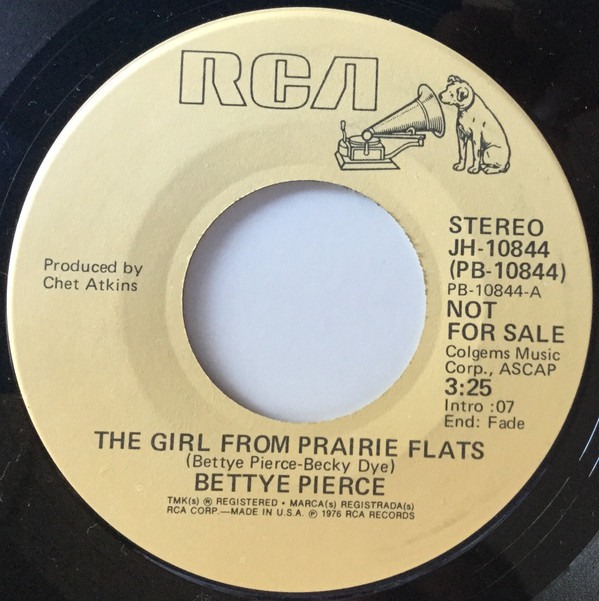 RCA
STEREO
JH-10844
(PB-10844)
PB-10844-A
NOT
FOR SALE
Colgems Music
Corp., ASCAP
3:25
Intro :07
End: Fade
Produced by
Chet Atkins
THE GIRL FROM PRAIRIE FLATS
(Bettye Pierce-Becky Dye)
BETTYE PIERCE
TMK(s) ® REGISTERED • MARCA(s) REGISTRADA(s)
RCA CORP.—MADE IN U.S.A. ℗ 1976 RCA RECORDS